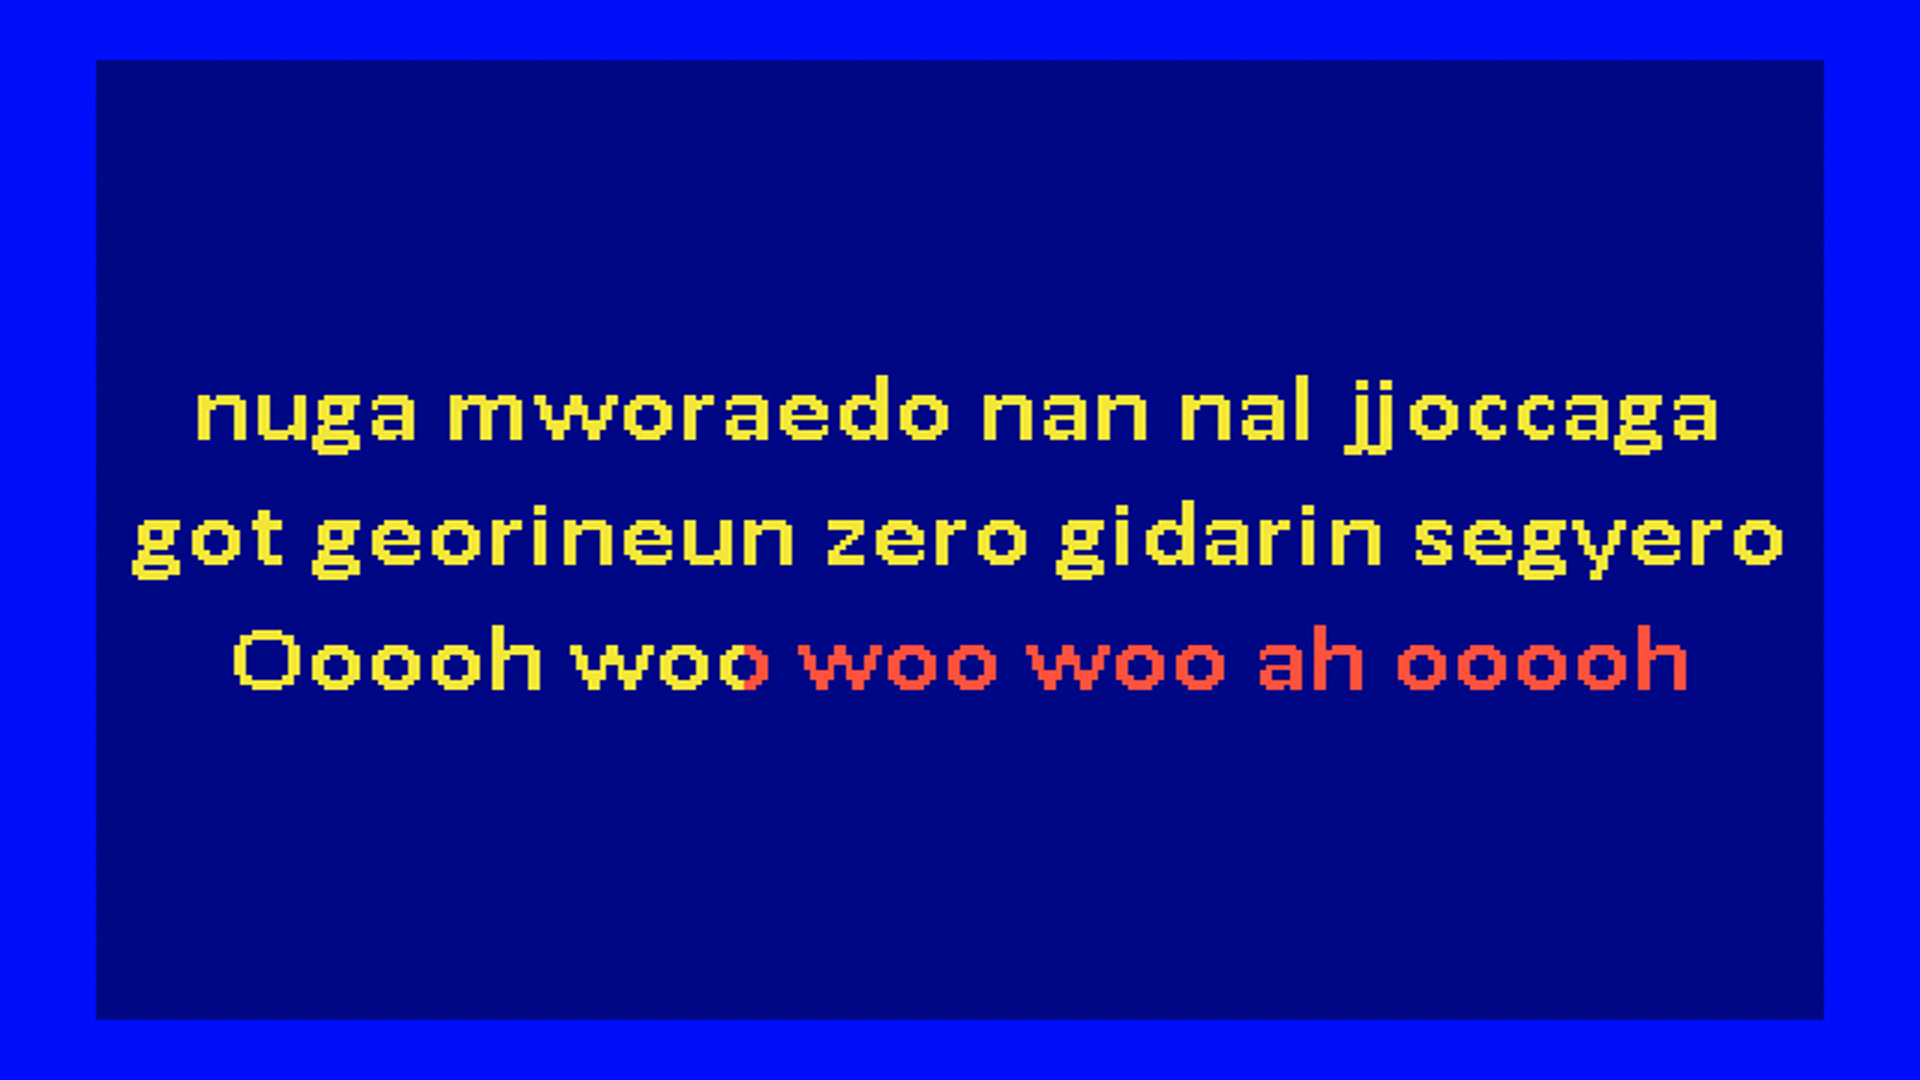 nuga mworaedo nan nal jjoccaga
got georineun zero gidarin segyero
Ooooh woo woo woo ah ooooh